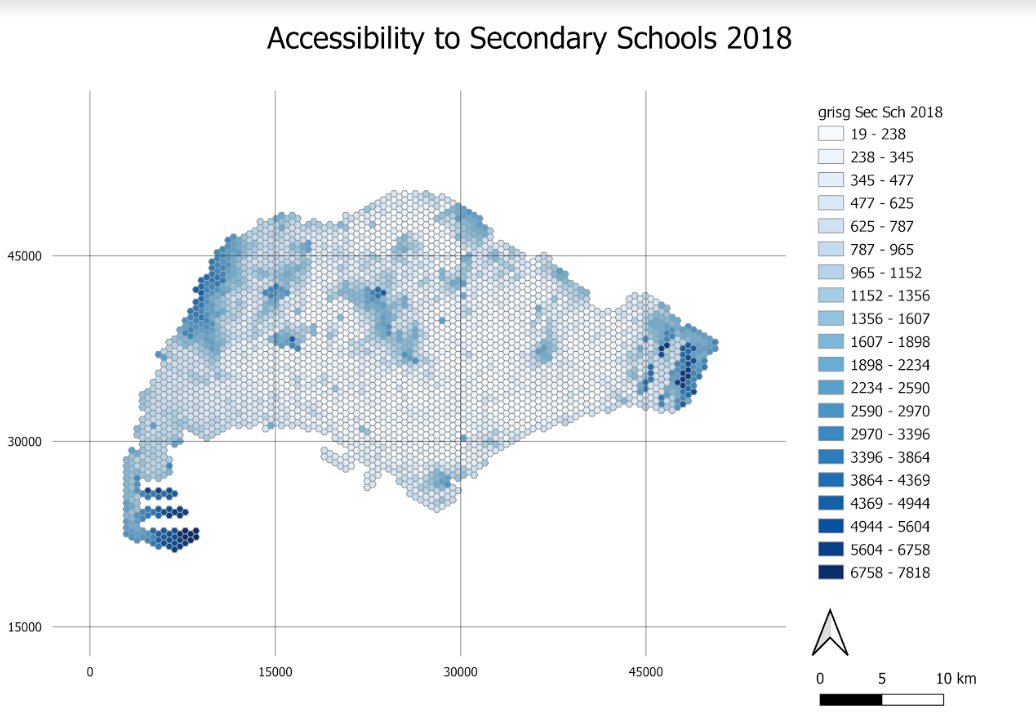 Accessibility to Secondary Schools 2018
grisg Sec Sch 2018
19 - 238
238 - 345
345 - 477
477 - 625
625 - 787
787 - 965
965 - 1152
1152 - 1356
1356 - 1607
1607 - 1898
1898 - 2234
2234 - 2590
2590 - 2970
2970 - 3396
3396 - 3864
3864 - 4369
4369 - 4944
4944 - 5604
5604 - 6758
6758 - 7818
45000
30000
15000
0 15000 30000 45000
0 5 10 km